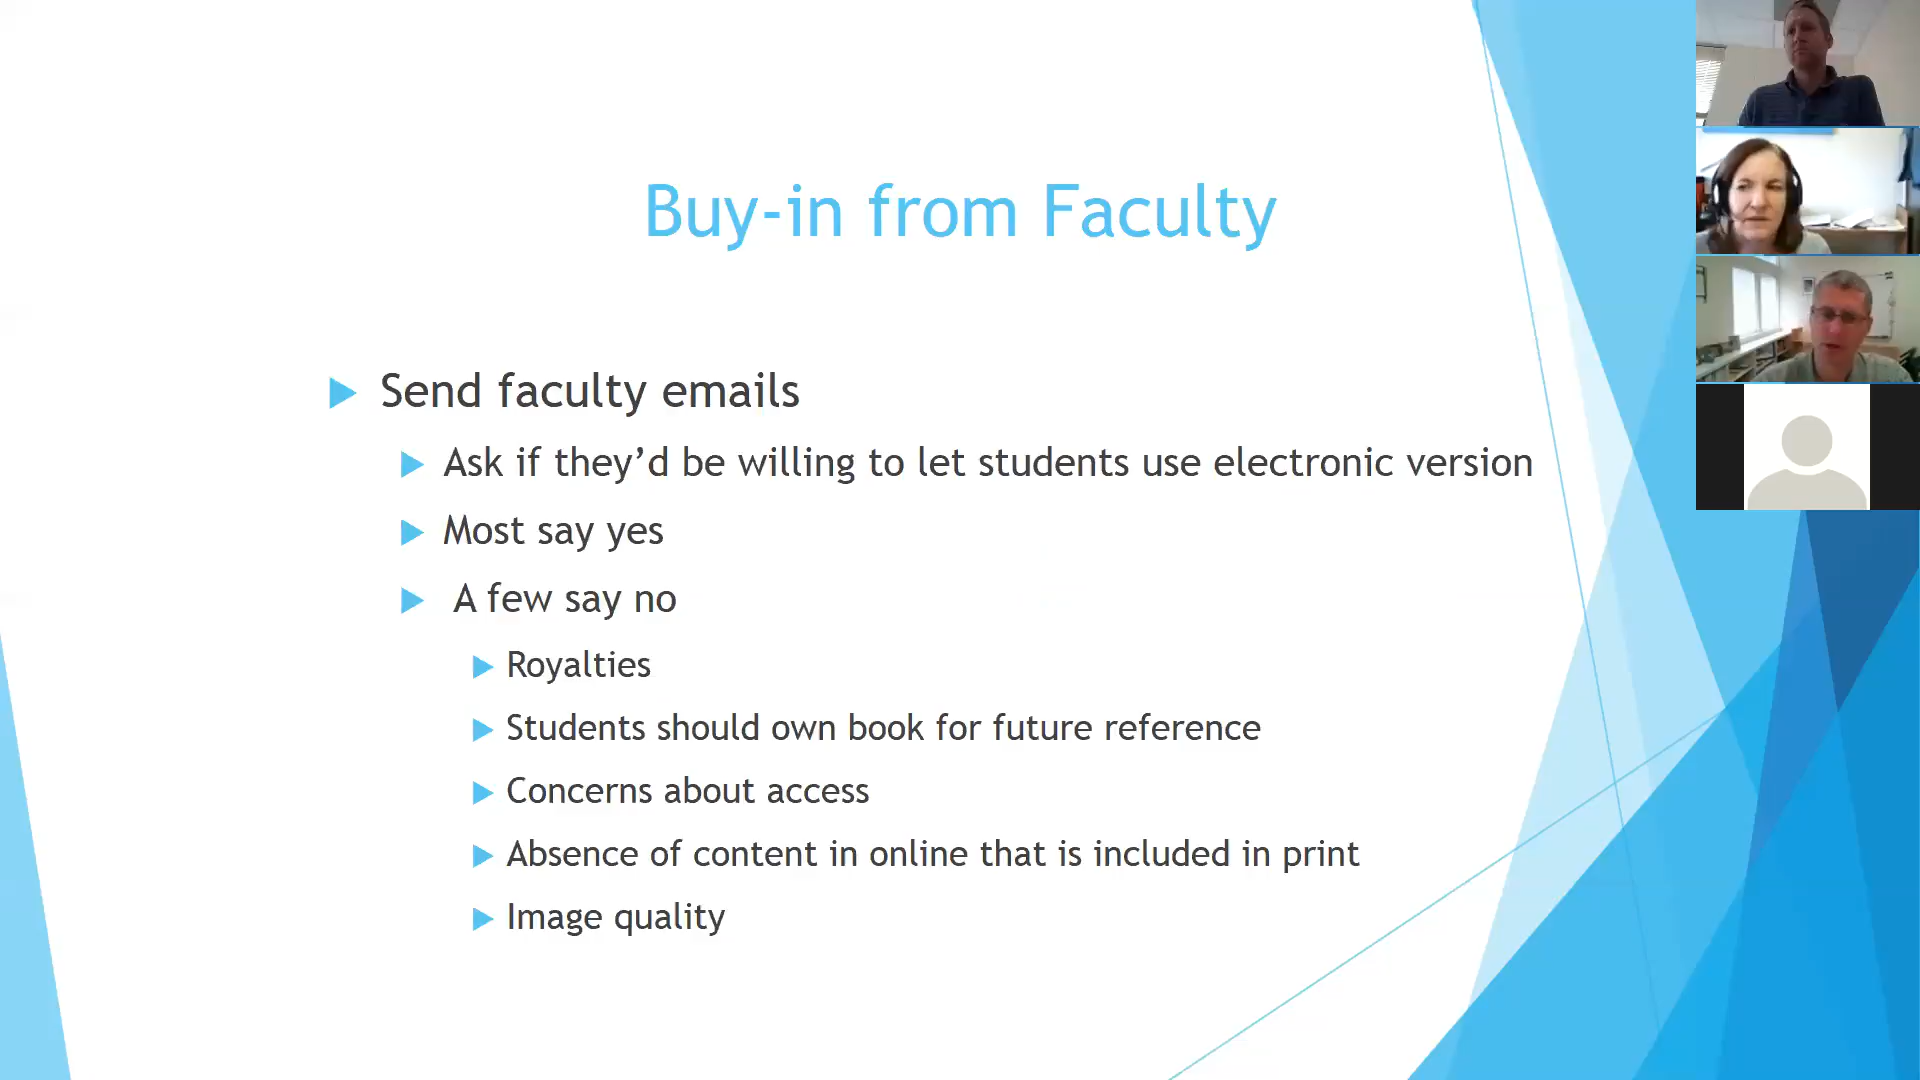 Buy-in from Faculty
Send faculty emails
Ask if they’d be willing to let students use electronic version
Most say yes
A few say no
Royalties
Students should own book for future reference
Concerns about access
Absence of content in online that is included in print
Image quality